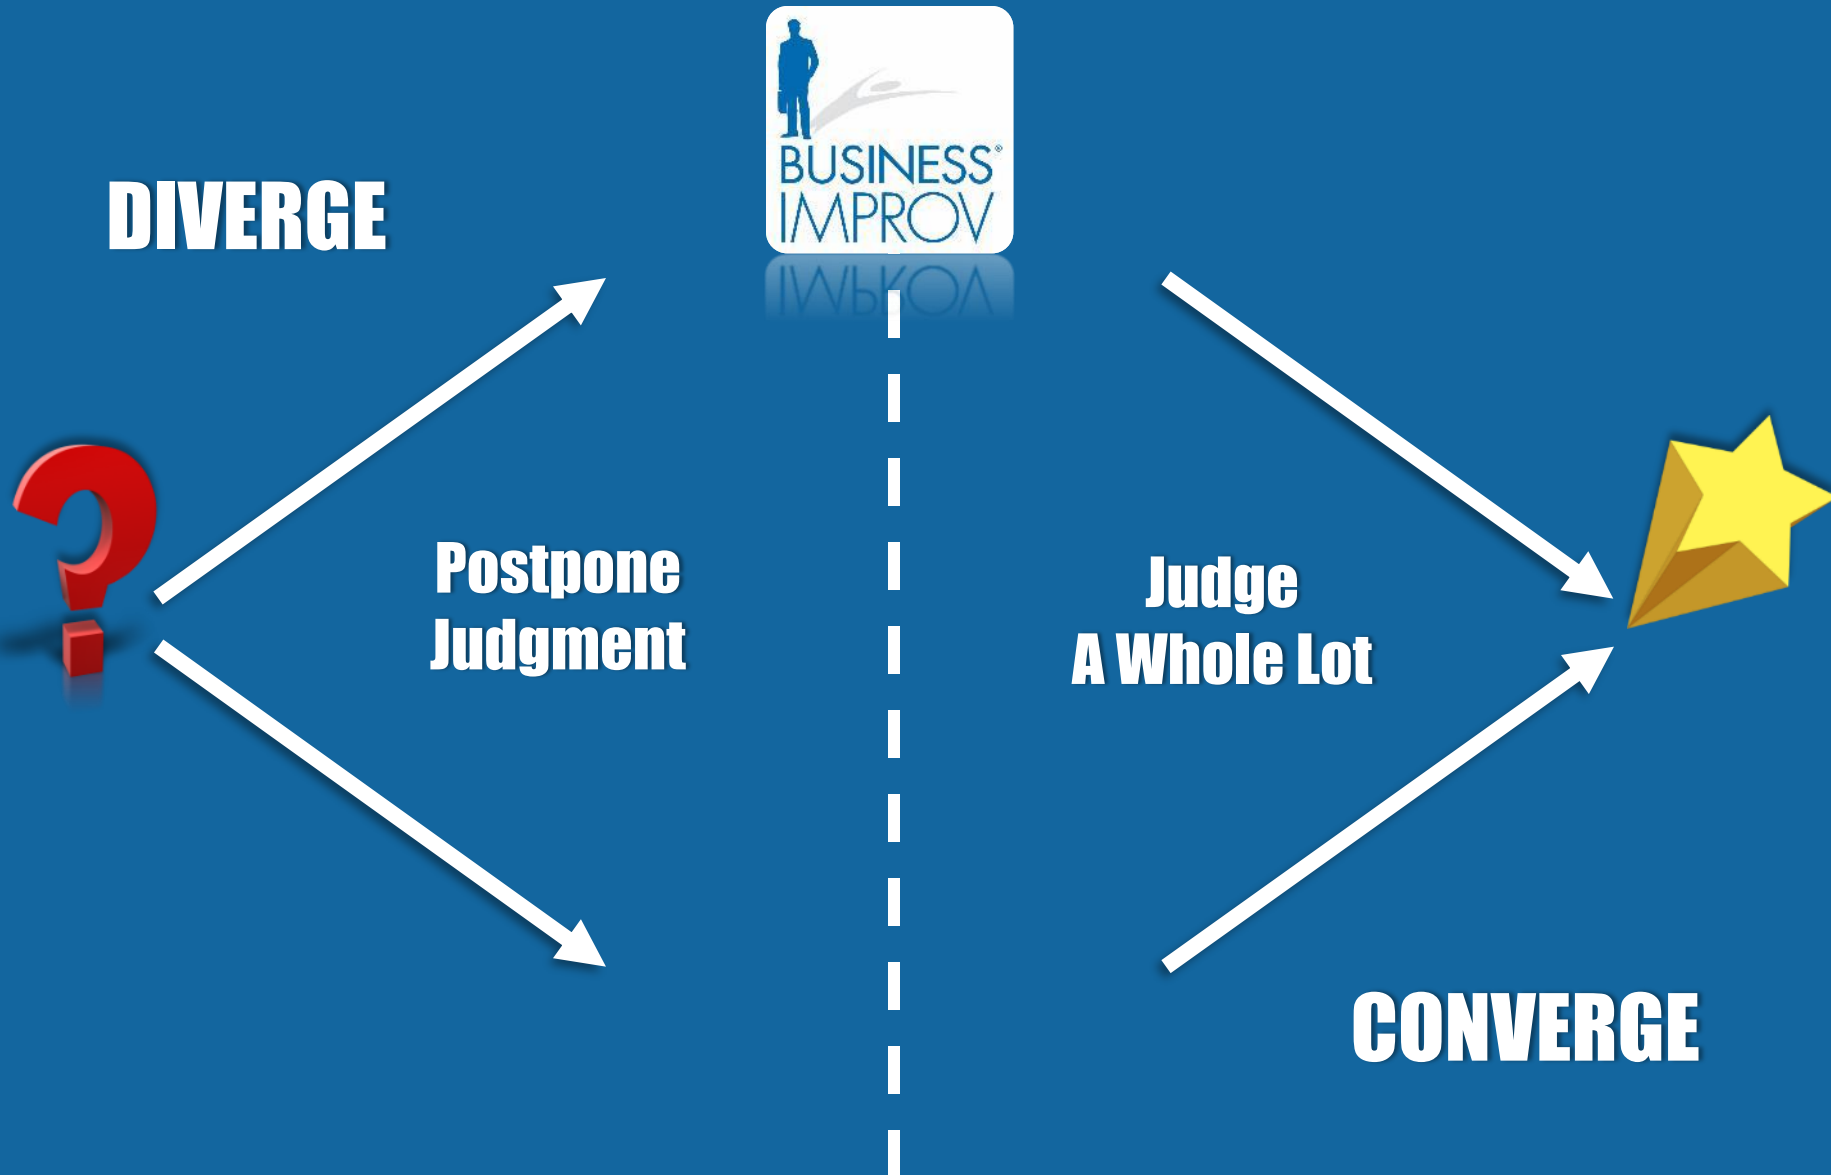 BUSINESS®
IMPROV
DIVERGE
Postpone
Judgment
Judge
A Whole Lot
CONVERGE